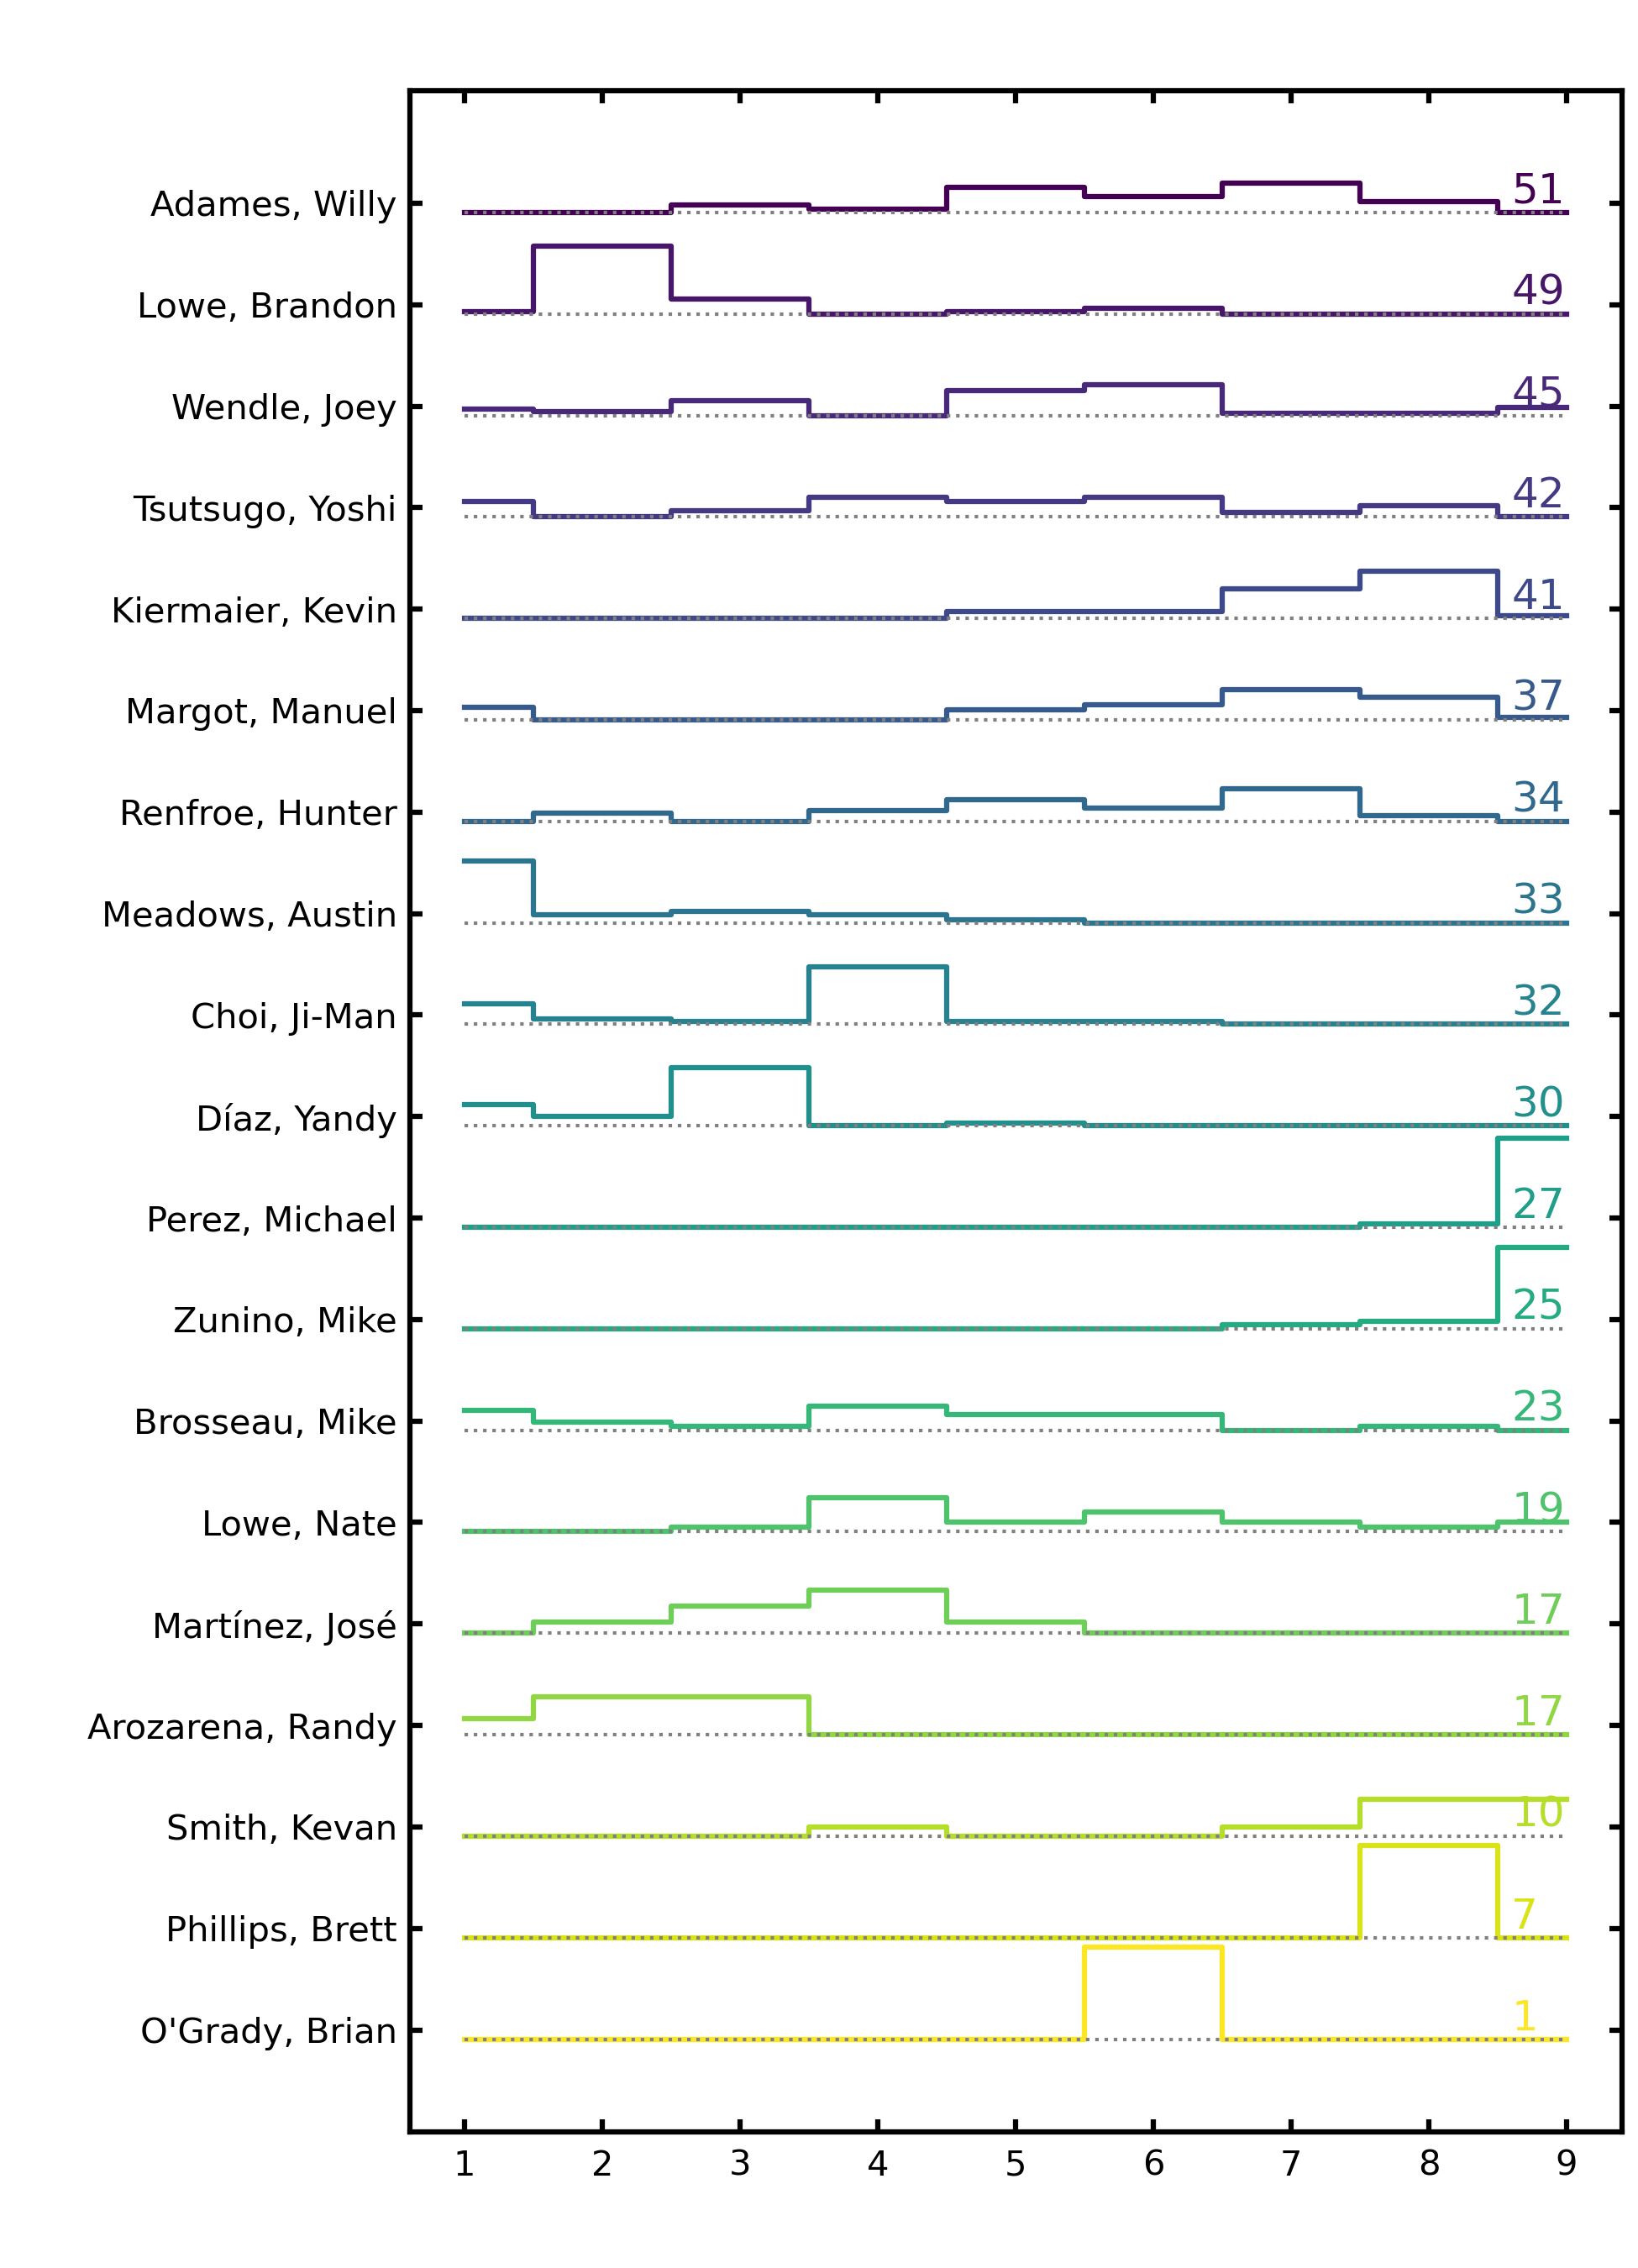 Adames, Willy 51
Lowe, Brandon 49
Wendle, Joey 45
Tsutsugo, Yoshi 42
Kiermaier, Kevin 41
Margot, Manuel 37
Renfroe, Hunter 34
Meadows, Austin 33
Choi, Ji-Man 32
Díaz, Yandy 30
Perez, Michael 27
Zunino, Mike 25
Brosseau, Mike 23
Lowe, Nate 19
Martínez, José 17
Arozarena, Randy 17
Smith, Kevan 10
Phillips, Brett 7
O'Grady, Brian 1
1 2 3 4 5 6 7 8 9